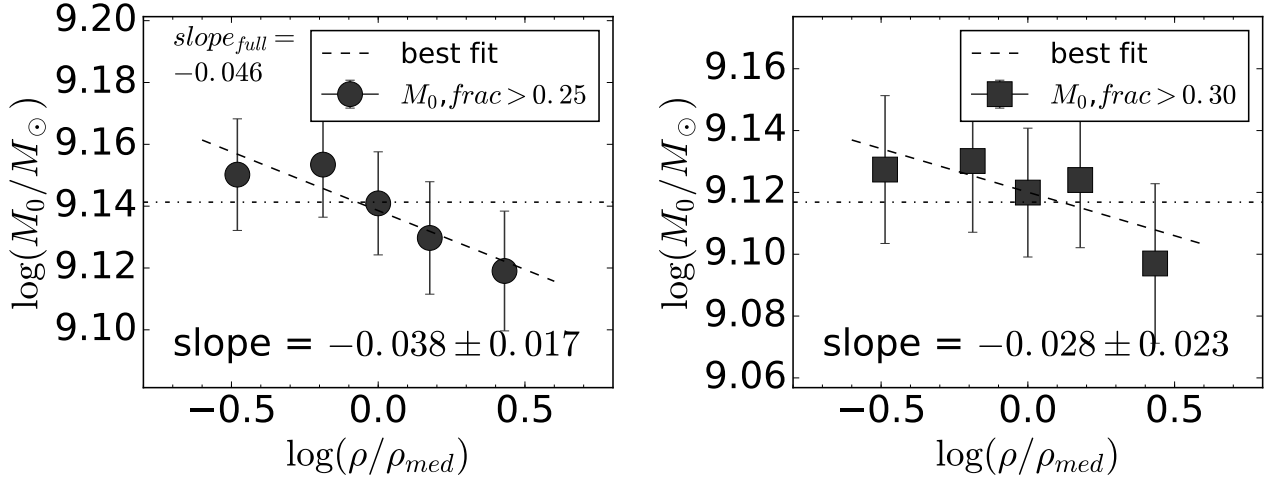 slope_full =
−0.046
best fit
M_0, frac > 0.25
9.20
9.18
9.16
9.14
9.12
9.10
log(M_0/M_⊙)
slope = −0.038 ± 0.017
−0.5 0.0 0.5
log(ρ/ρ_med)
best fit
M_0, frac > 0.30
9.16
9.14
9.12
9.10
9.08
9.06
log(M_0/M_⊙)
slope = −0.028 ± 0.023
−0.5 0.0 0.5
log(ρ/ρ_med)